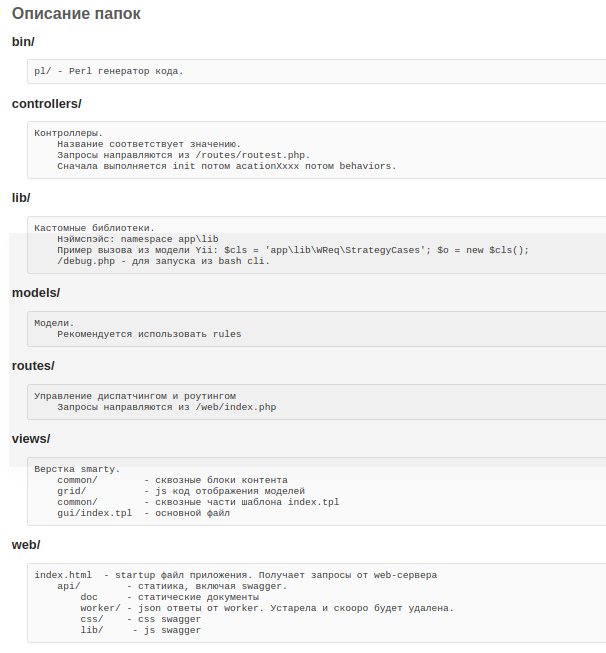 Описание папок
bin/
pl/ - Perl генератор кода.
controllers/
Контроллеры.
Название соответствует значению.
Запросы направляются из /routes/routest.php.
Сначала выполняется init потом acationXxxx потом behaviors.
lib/
Кастомные библиотеки.
Нэймспэйс: namespace app\lib
Пример вызова из модели Yii: $cls = 'app\lib\WReq\StrategyCases'; $o = new $cls();
/debug.php - для запуска из bash cli.
models/
Модели.
Рекомендуется использовать rules
routes/
Управление диспатчингом и роутингом
Запросы направляются из /web/index.php
views/
Верстка smarty.
common/ - сквозные блоки контента
grid/ - js код отображения моделей
common/ - сквозные части шаблона index.tpl
gui/index.tpl - основной файл
web/
index.html - startup файл приложения. Получает запросы от web-сервера
api/ - статиика, включая swagger.
doc - статические документы
worker/ - json ответы от worker. Устарела и скооро будет удалена.
css/ - css swagger
lib/ - js swagger